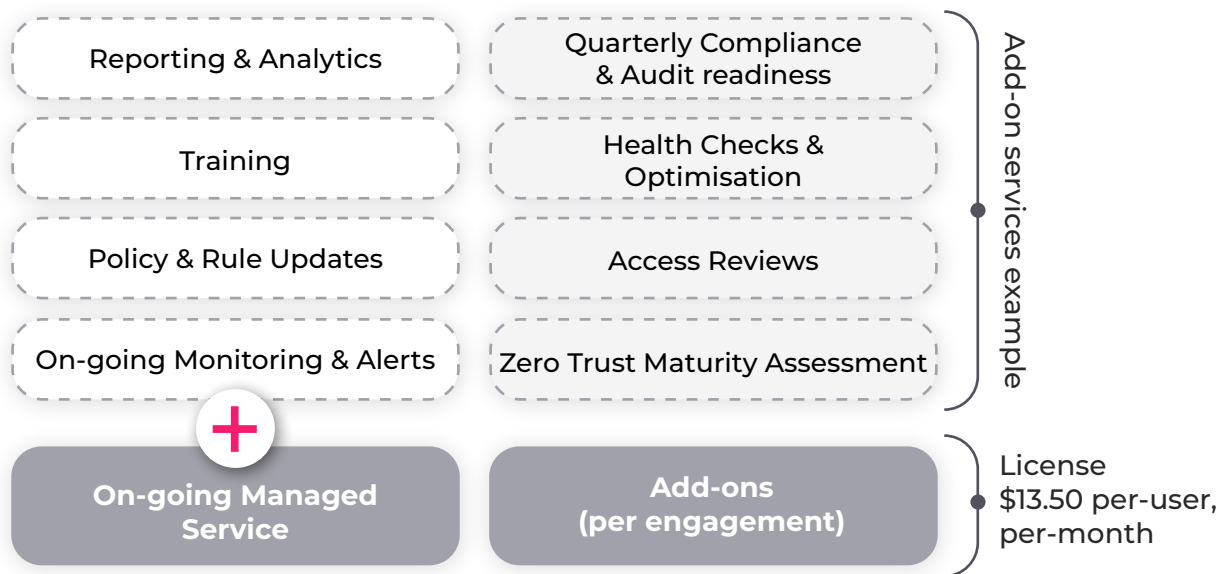 Reporting & Analytics
Quarterly Compliance
& Audit readiness
Training
Health Checks &
Optimisation
Policy & Rule Updates
Access Reviews
On-going Monitoring & Alerts
Zero Trust Maturity Assessment
Add-on services example
+
On-going Managed
Service
Add-ons
(per engagement)
License
$13.50 per-user,
per-month